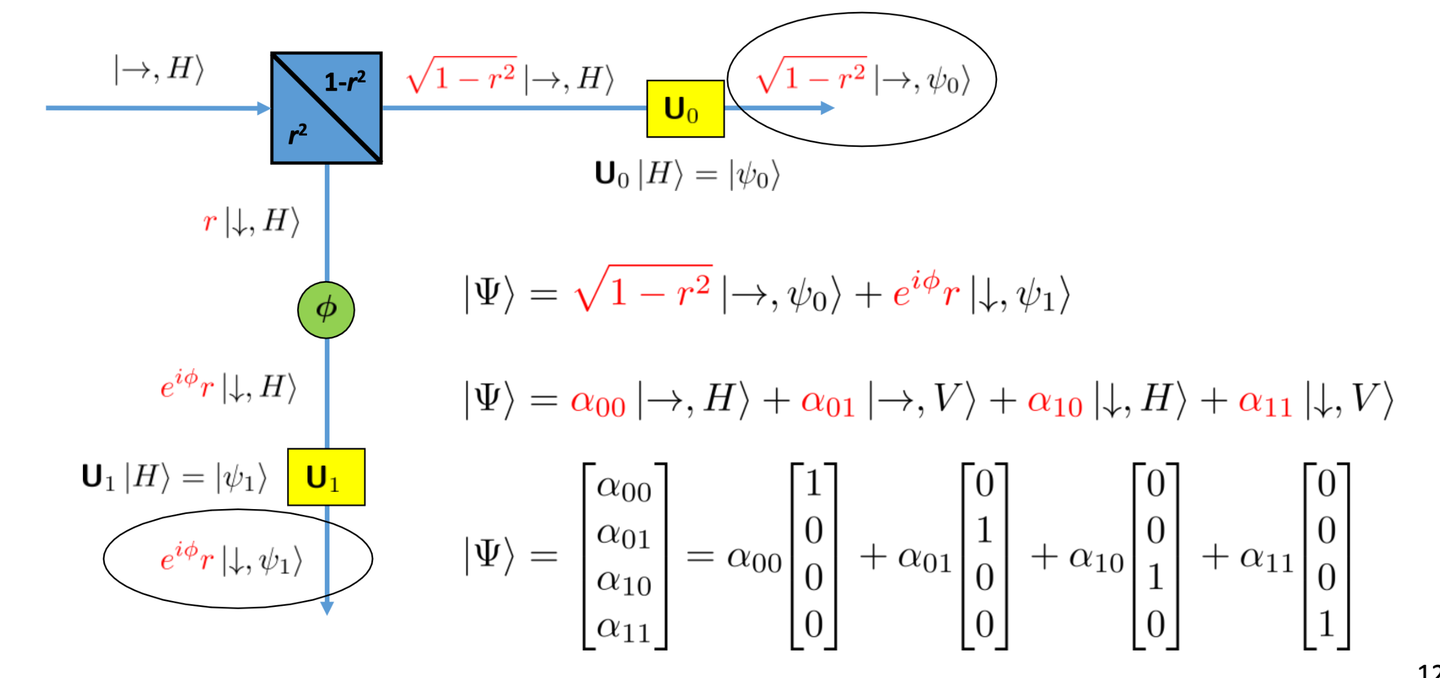 |→, H⟩
1-r²
r²
√(1 − r²) |→, H⟩
U₀
√(1 − r²) |→, ψ₀⟩
U₀ |H⟩ = |ψ₀⟩
r |↓, H⟩
ϕ
|Ψ⟩ = √(1 − r²) |→, ψ₀⟩ + e^{iϕ} r |↓, ψ₁⟩
e^{iϕ} r |↓, H⟩
|Ψ⟩ = α₀₀ |→, H⟩ + α₀₁ |→, V⟩ + α₁₀ |↓, H⟩ + α₁₁ |↓, V⟩
U₁ |H⟩ = |ψ₁⟩
U₁
e^{iϕ} r |↓, ψ₁⟩
|Ψ⟩ = [α₀₀ α₀₁ α₁₀ α₁₁] = α₀₀ [1 0 0 0] + α₀₁ [0 1 0 0] + α₁₀ [0 0 1 0] + α₁₁ [0 0 0 1]
12